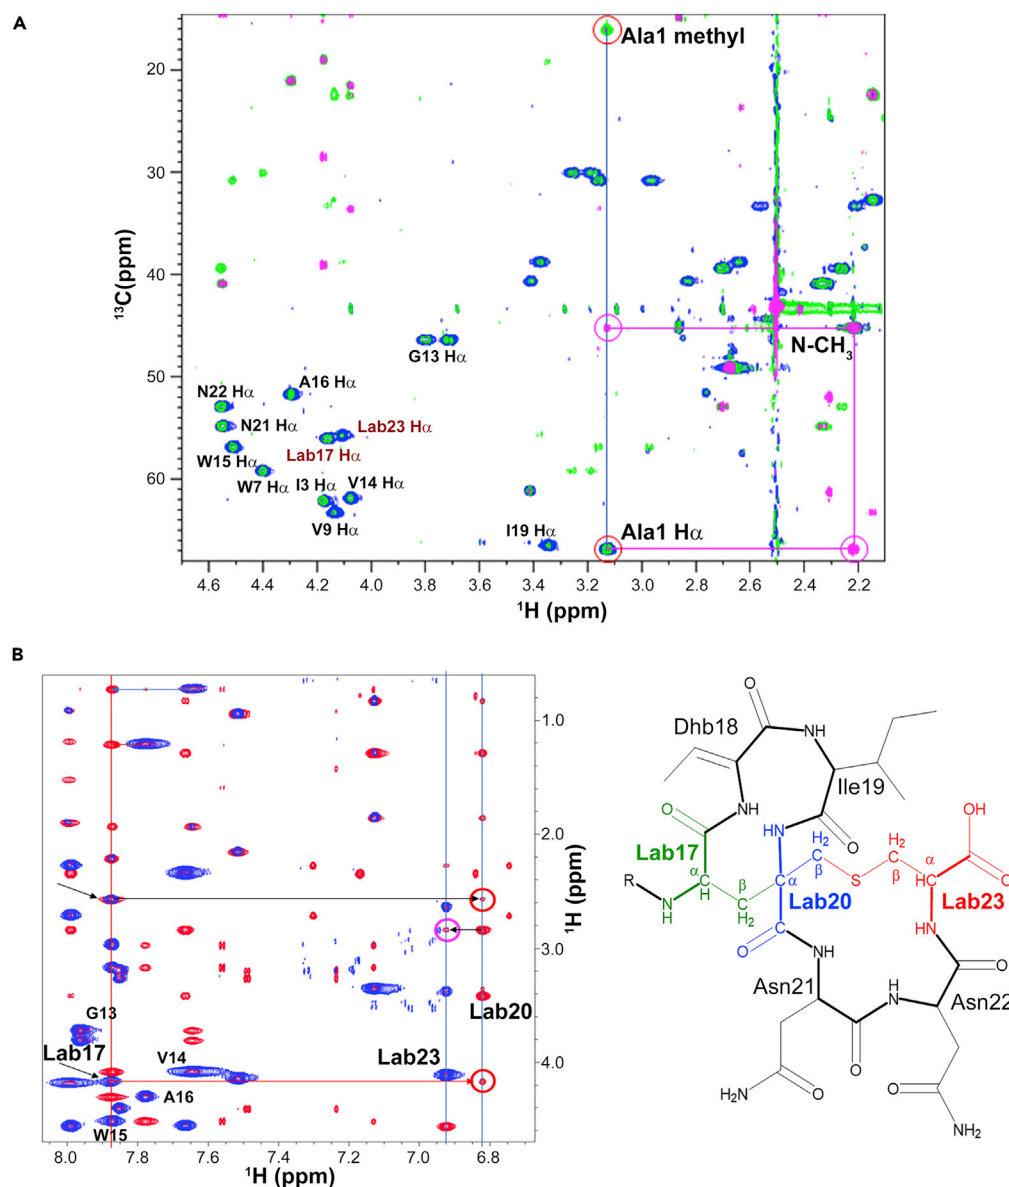 A
Ala1 methyl
20
30
40
50
60
13C(ppm)
N-CH3
G13 Hα
N22 Hα
A16 Hα
N21 Hα
Lab23 Hα
W15 Hα
Lab17 Hα
W7 Hα
I3 Hα
V14 Hα
V9 Hα
I19 Hα
Ala1 Hα
4.6 4.4 4.2 4.0 3.8 3.6 3.4 3.2 3.0 2.8 2.6 2.4 2.2
1H (ppm)
B
1.0
2.0
3.0
4.0
1H (ppm)
G13
Lab17
V14
Lab23
Lab20
A16
W15
8.0 7.8 7.6 7.4 7.2 7.0 6.8
1H (ppm)
O
Dhb18
NH
O
NH
Ile19
O
HN
O
H2
H2
OH
Lab17
C
C
α
R
α
H
β
C
β
S
β
C
O
N
H
C
H2
Lab20
C
H
Lab23
O
C
HN
NH
Asn21
H
N
O
Asn22
O
H2N
O
O
NH2